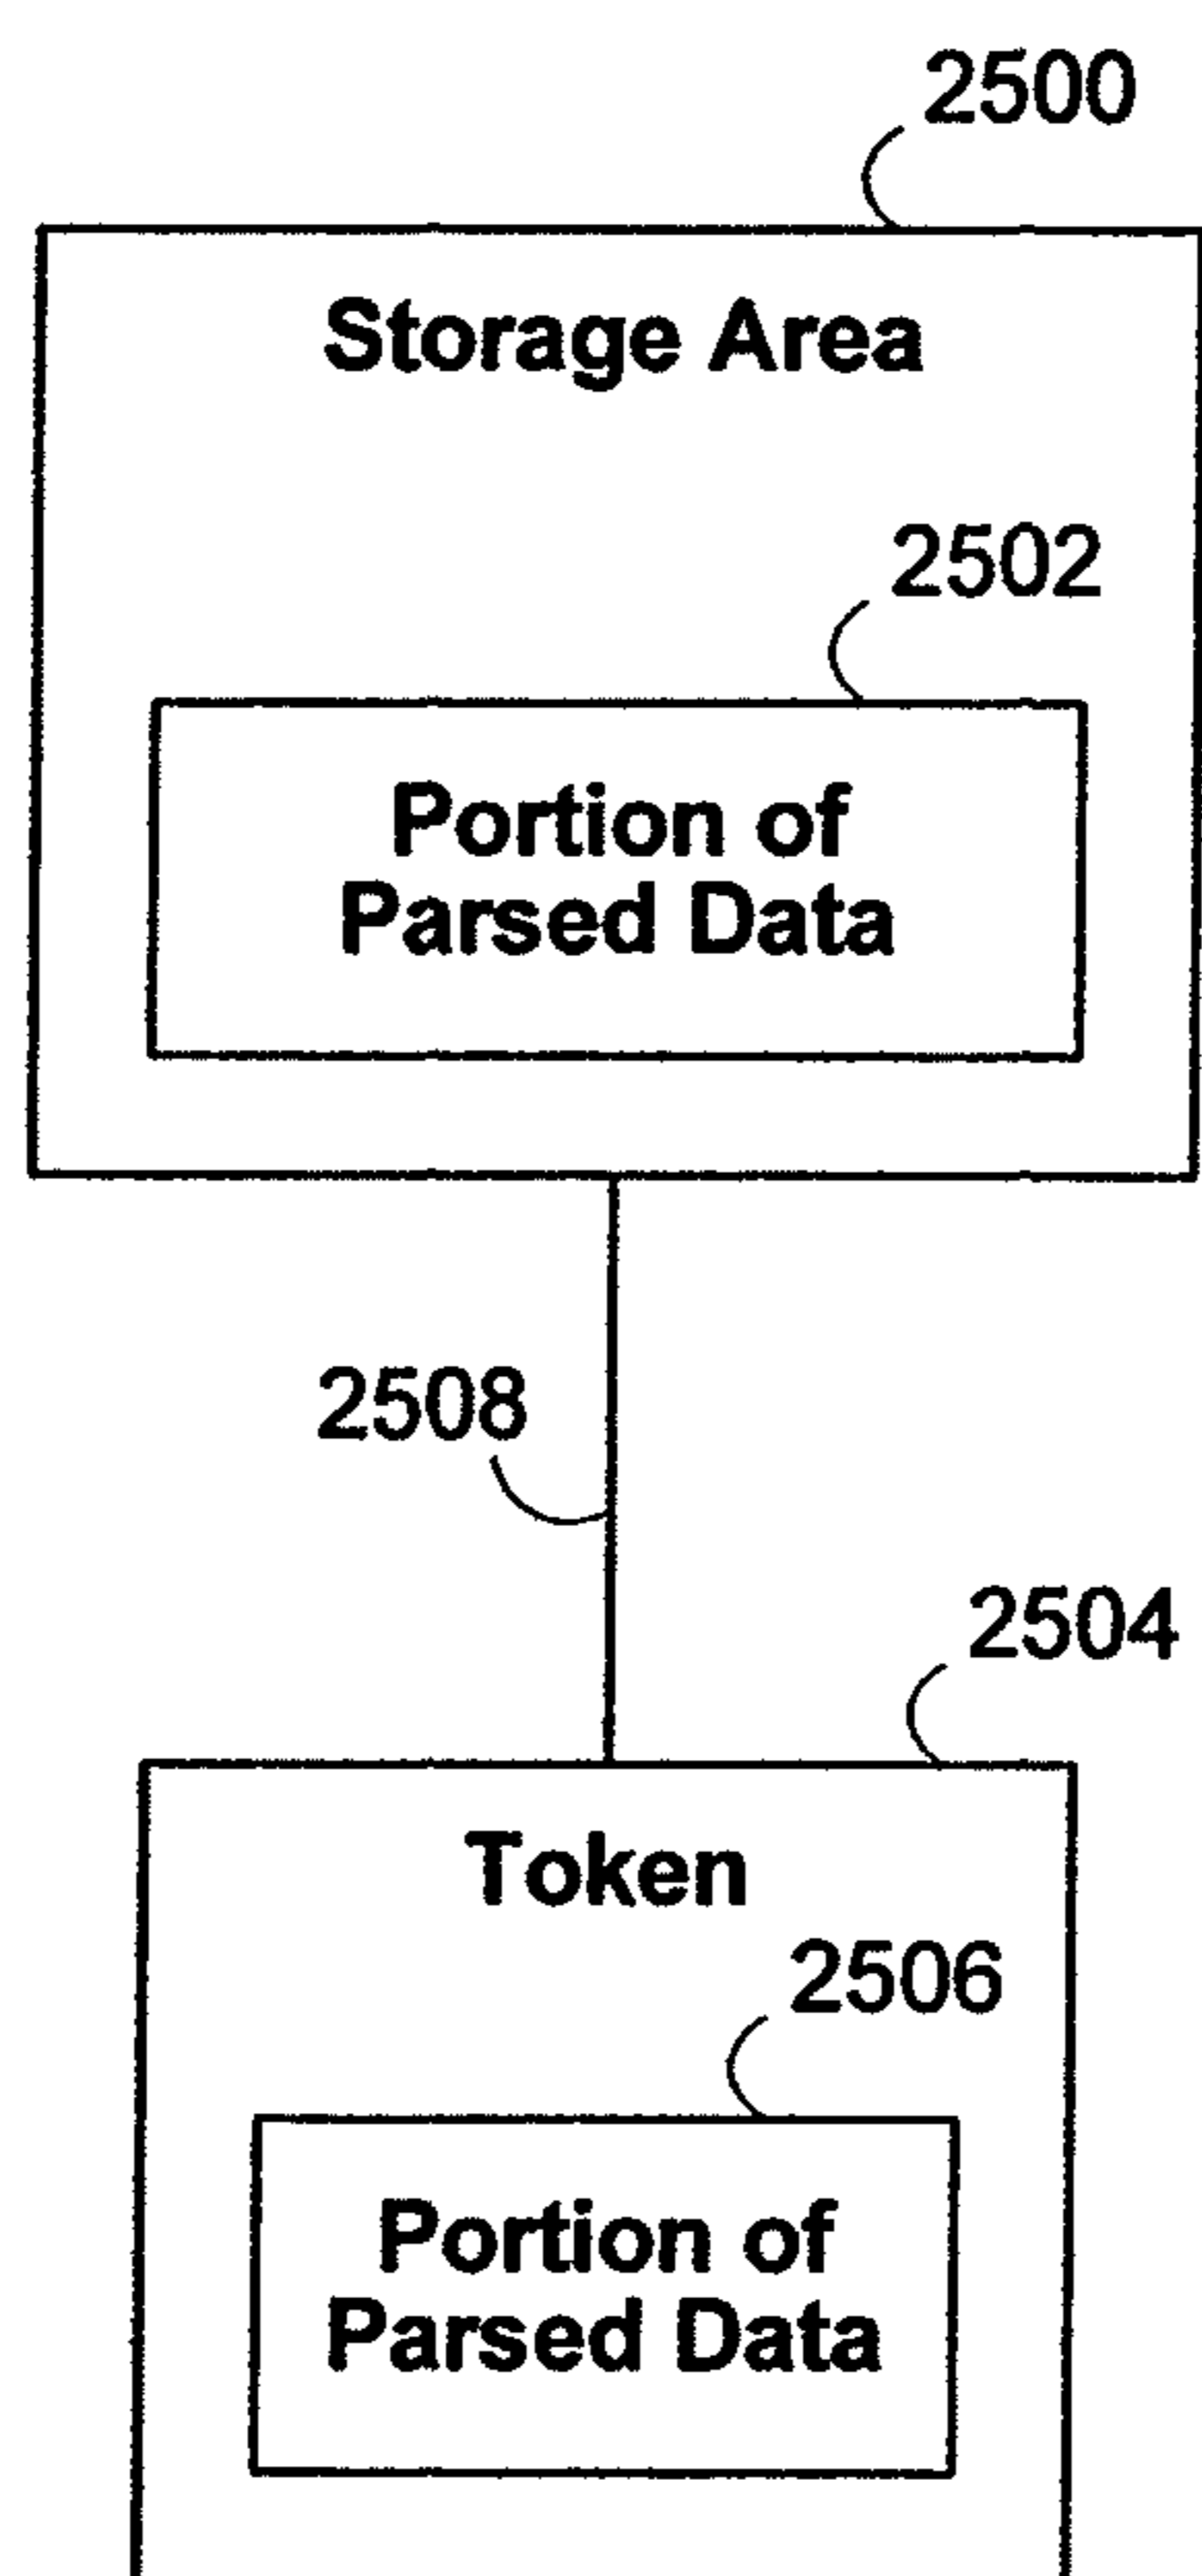 2500
Storage Area
2502
Portion of
Parsed Data
2508
2504
Token
2506
Portion of
Parsed Data